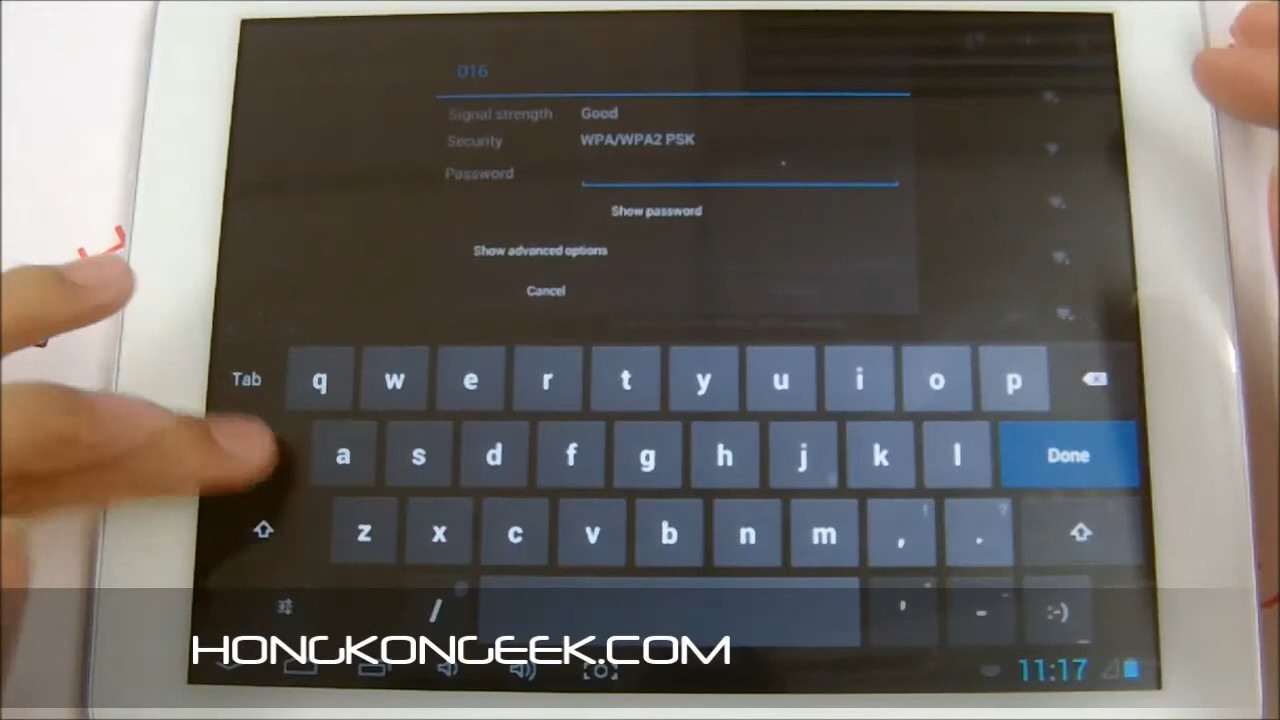 016
Signal strength Good
Security WPA/WPA2 PSK
Password
Show password
Show advanced options
Cancel
Tab q w e r t y u i o p
a s d f g h j k l Done
z x c v b n m , .
/ ' - :-)
HONGKONGEEK.COM
11:17